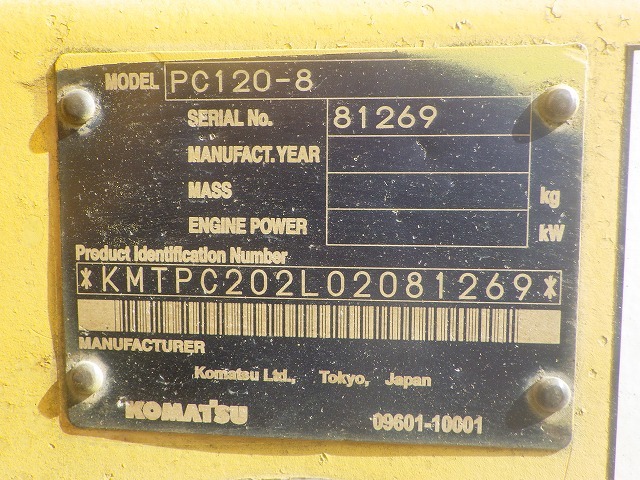 MODEL PC120-8
SERIAL No. 81269
MANUFACT. YEAR
MASS kg
ENGINE POWER kW
Product Identification Number
*KMTPC202L02081269*
MANUFACTURER
Komatsu Ltd., Tokyo, Japan
KOMATSU 09601-10001